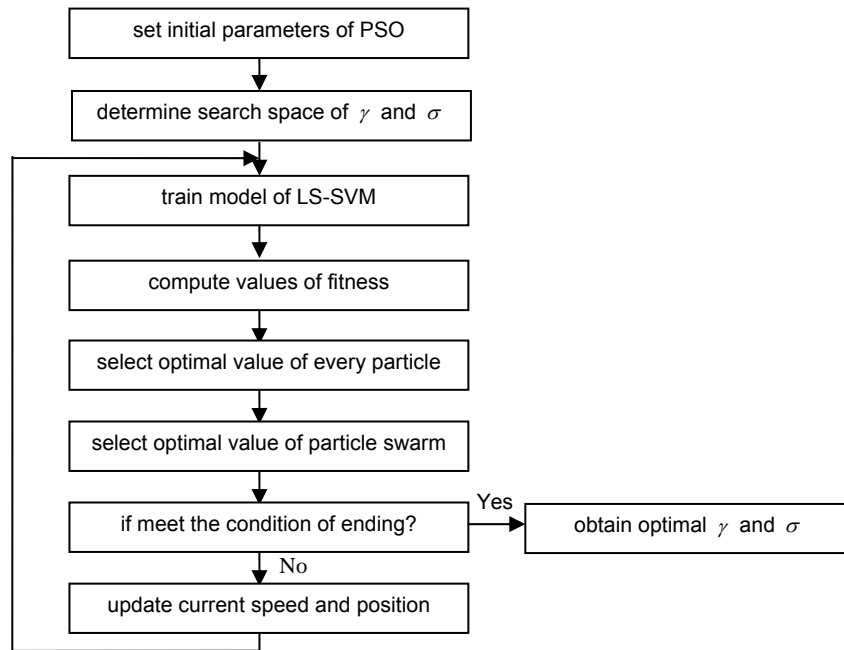 set initial parameters of PSO
determine search space of γ and σ
train model of LS-SVM
compute values of fitness
select optimal value of every particle
select optimal value of particle swarm
if meet the condition of ending?
Yes
obtain optimal γ and σ
No
update current speed and position